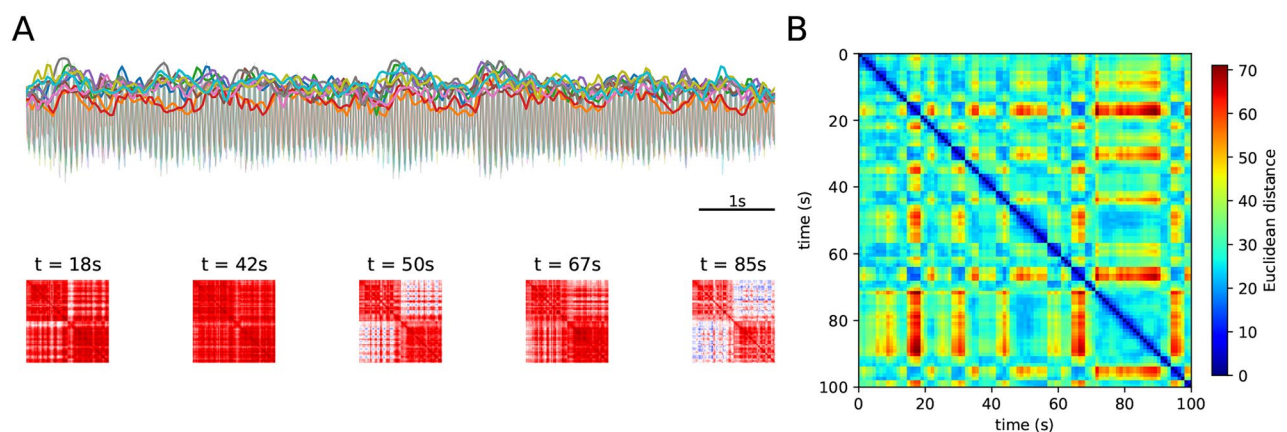 A
1s
t = 18s
t = 42s
t = 50s
t = 67s
t = 85s
B
0
20
40
60
80
100
time (s)
0
20
40
60
80
100
time (s)
70
60
50
40
30
20
10
0
Euclidean distance